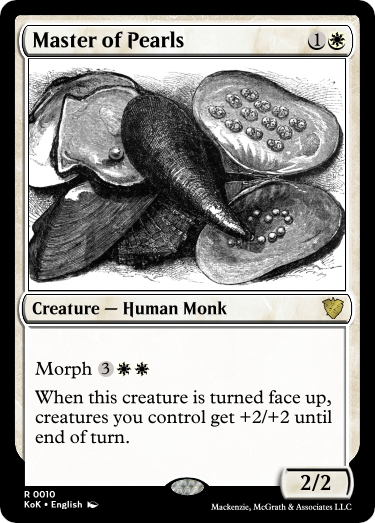 Master of Pearls 1
Creature — Human Monk
Morph 3
When this creature is turned face up,
creatures you control get +2/+2 until
end of turn.
2/2
R 0010
KoK • English
Mackenzie, McGrath & Associates LLC